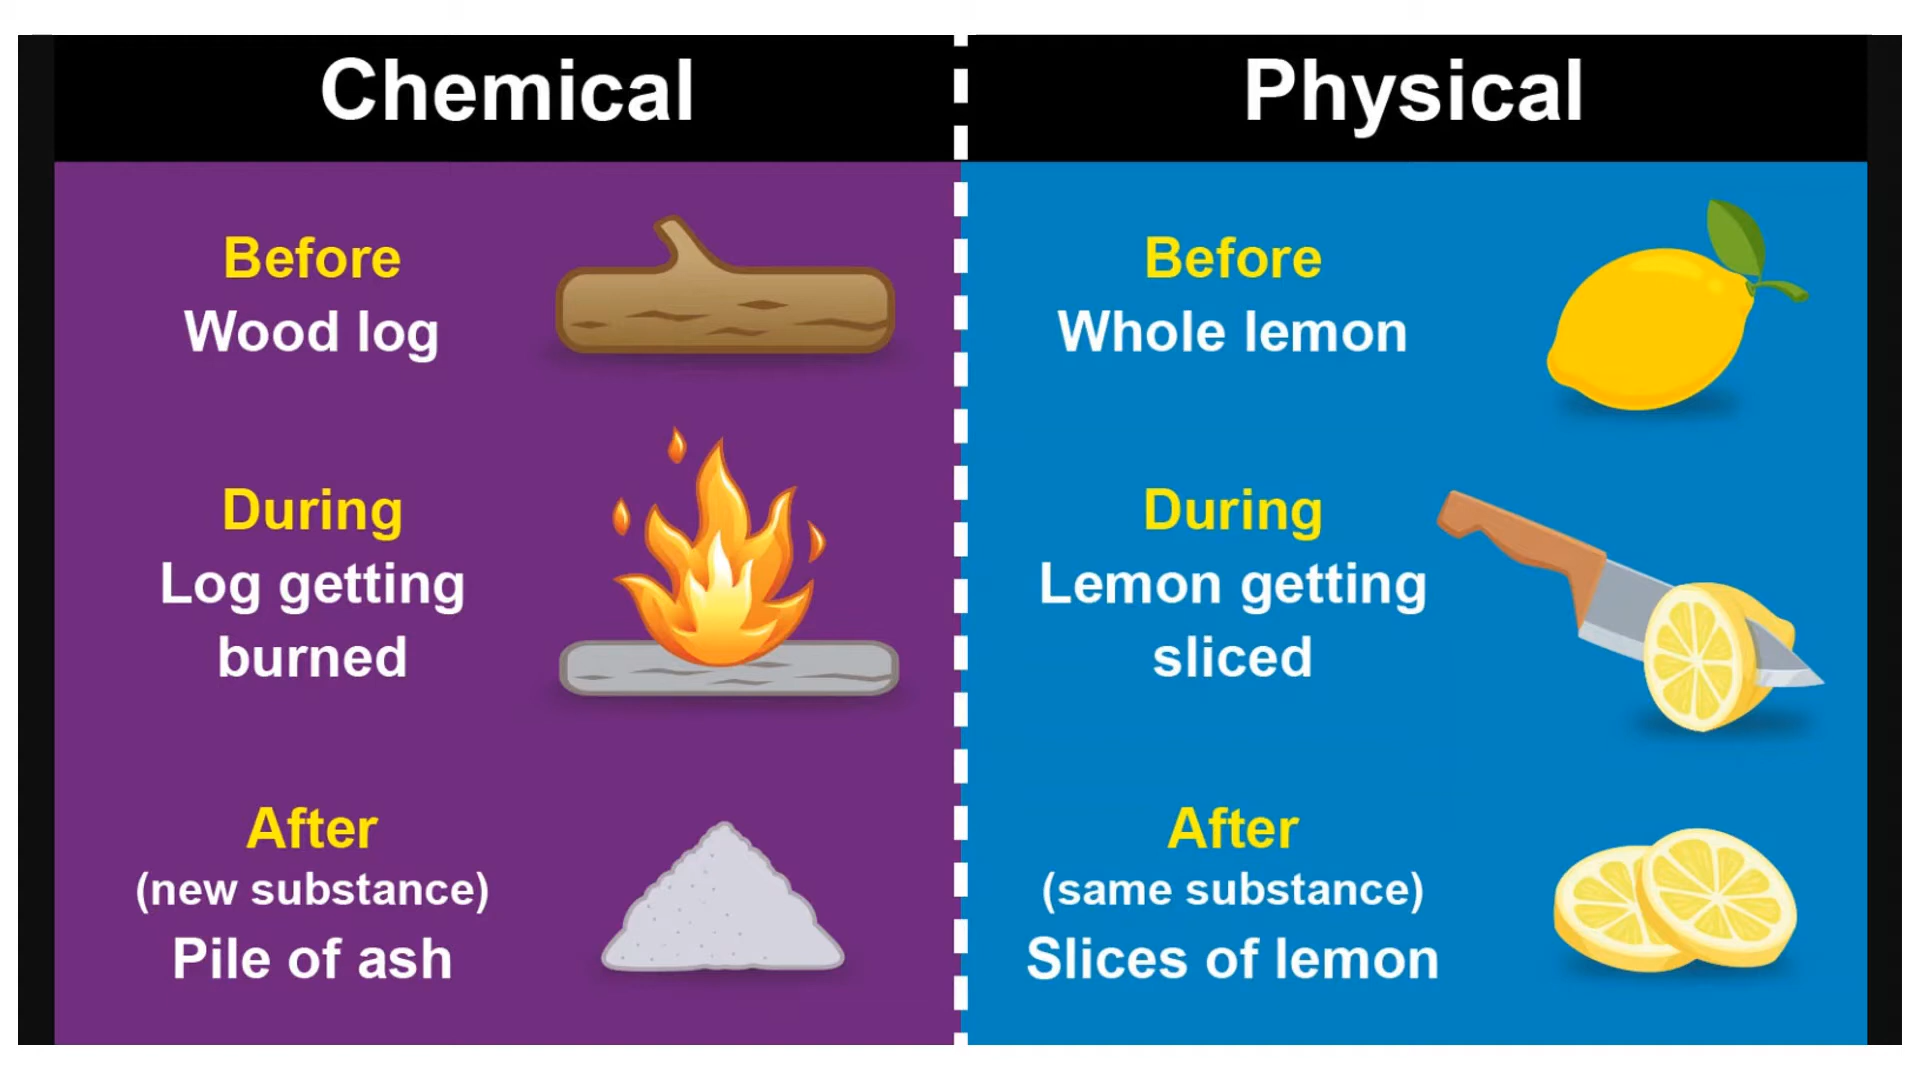 Chemical
Before
Wood log
During
Log getting
burned
After
(new substance)
Pile of ash
Physical
Before
Whole lemon
During
Lemon getting
sliced
After
(same substance)
Slices of lemon